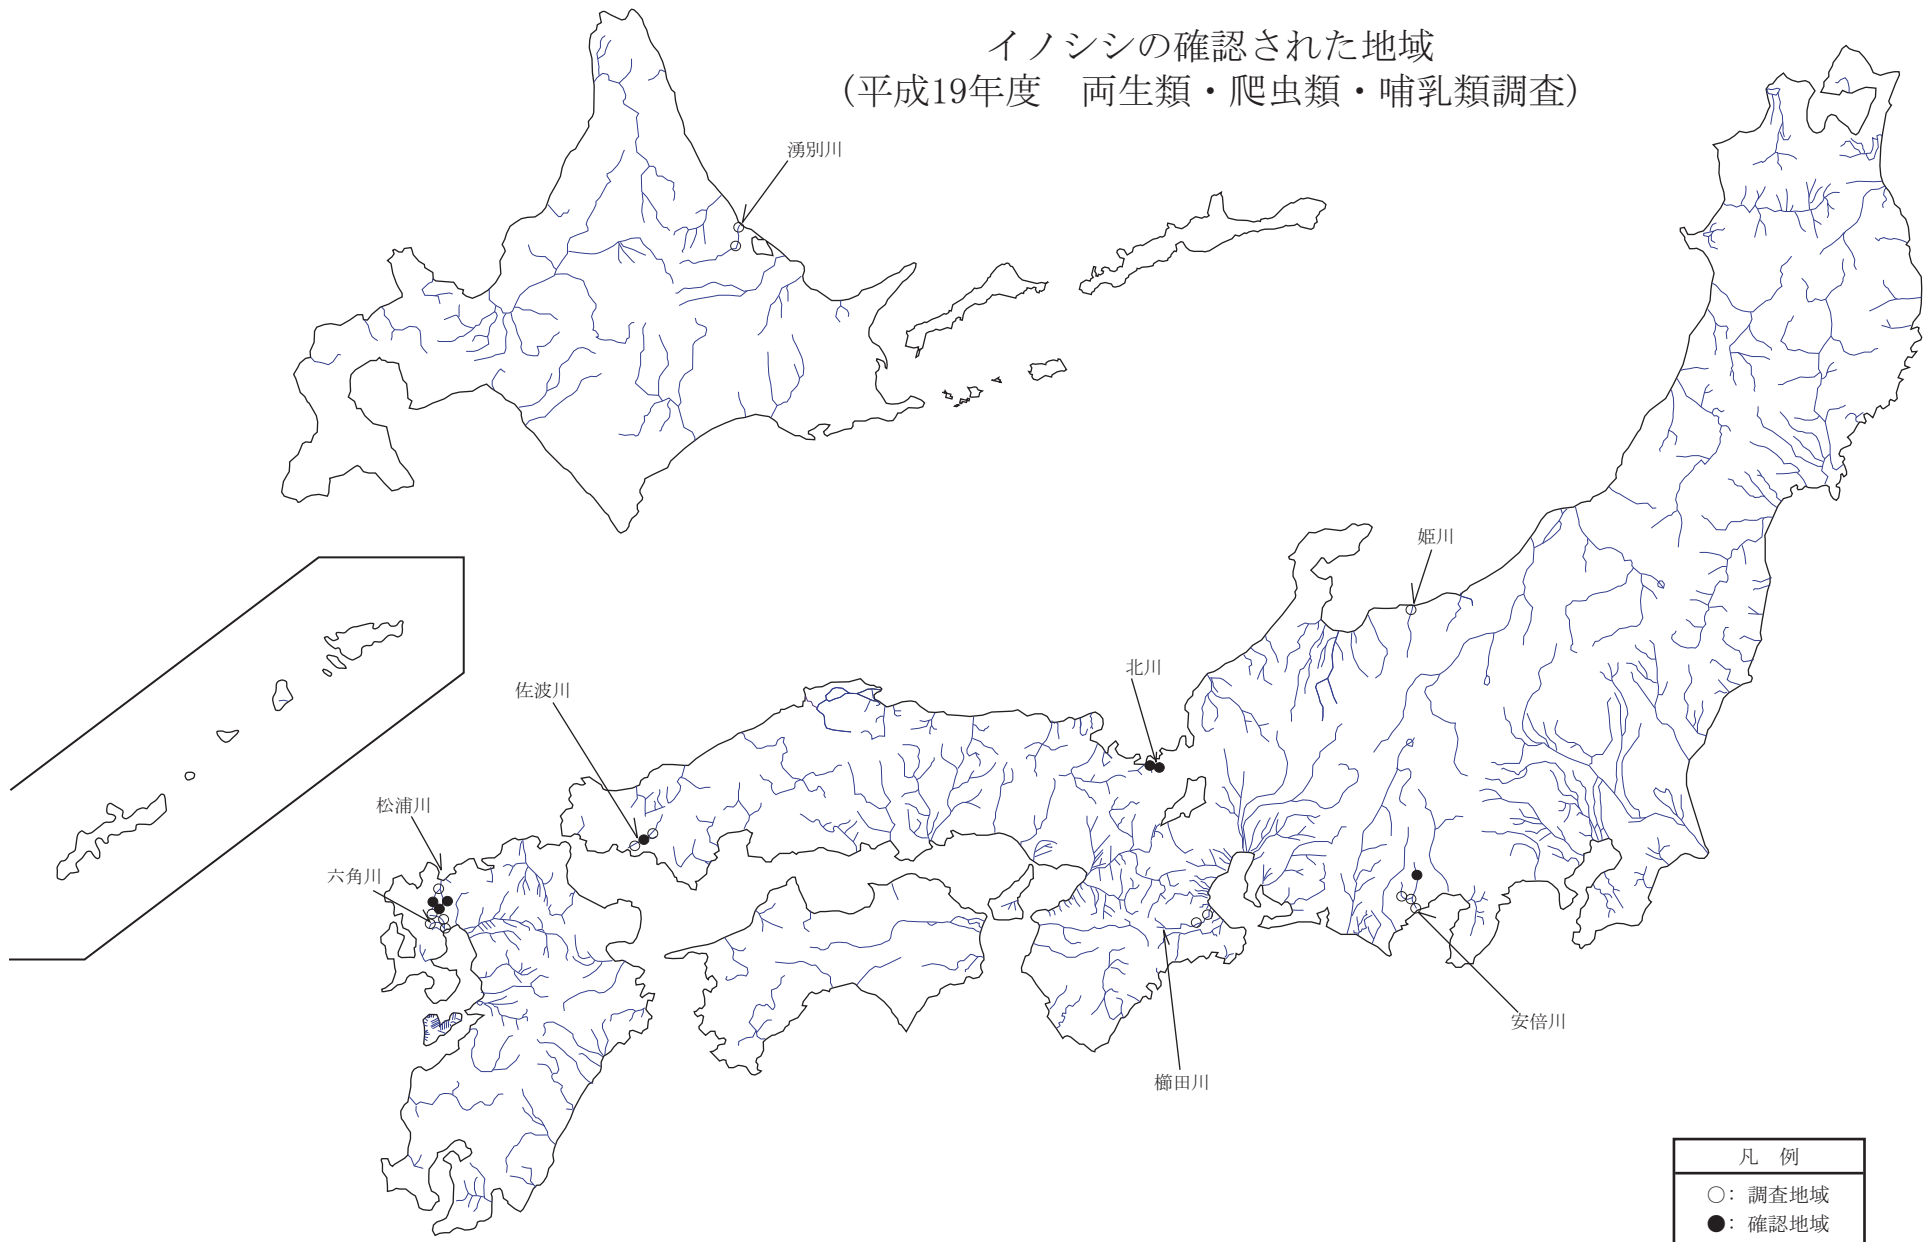 イノシシの確認された地域
(平成19年度　両生類・爬虫類・哺乳類調査)
湧別川
姫川
北川
佐波川
松浦川
六角川
安倍川
櫛田川
凡　例
○：調査地域
●：確認地域